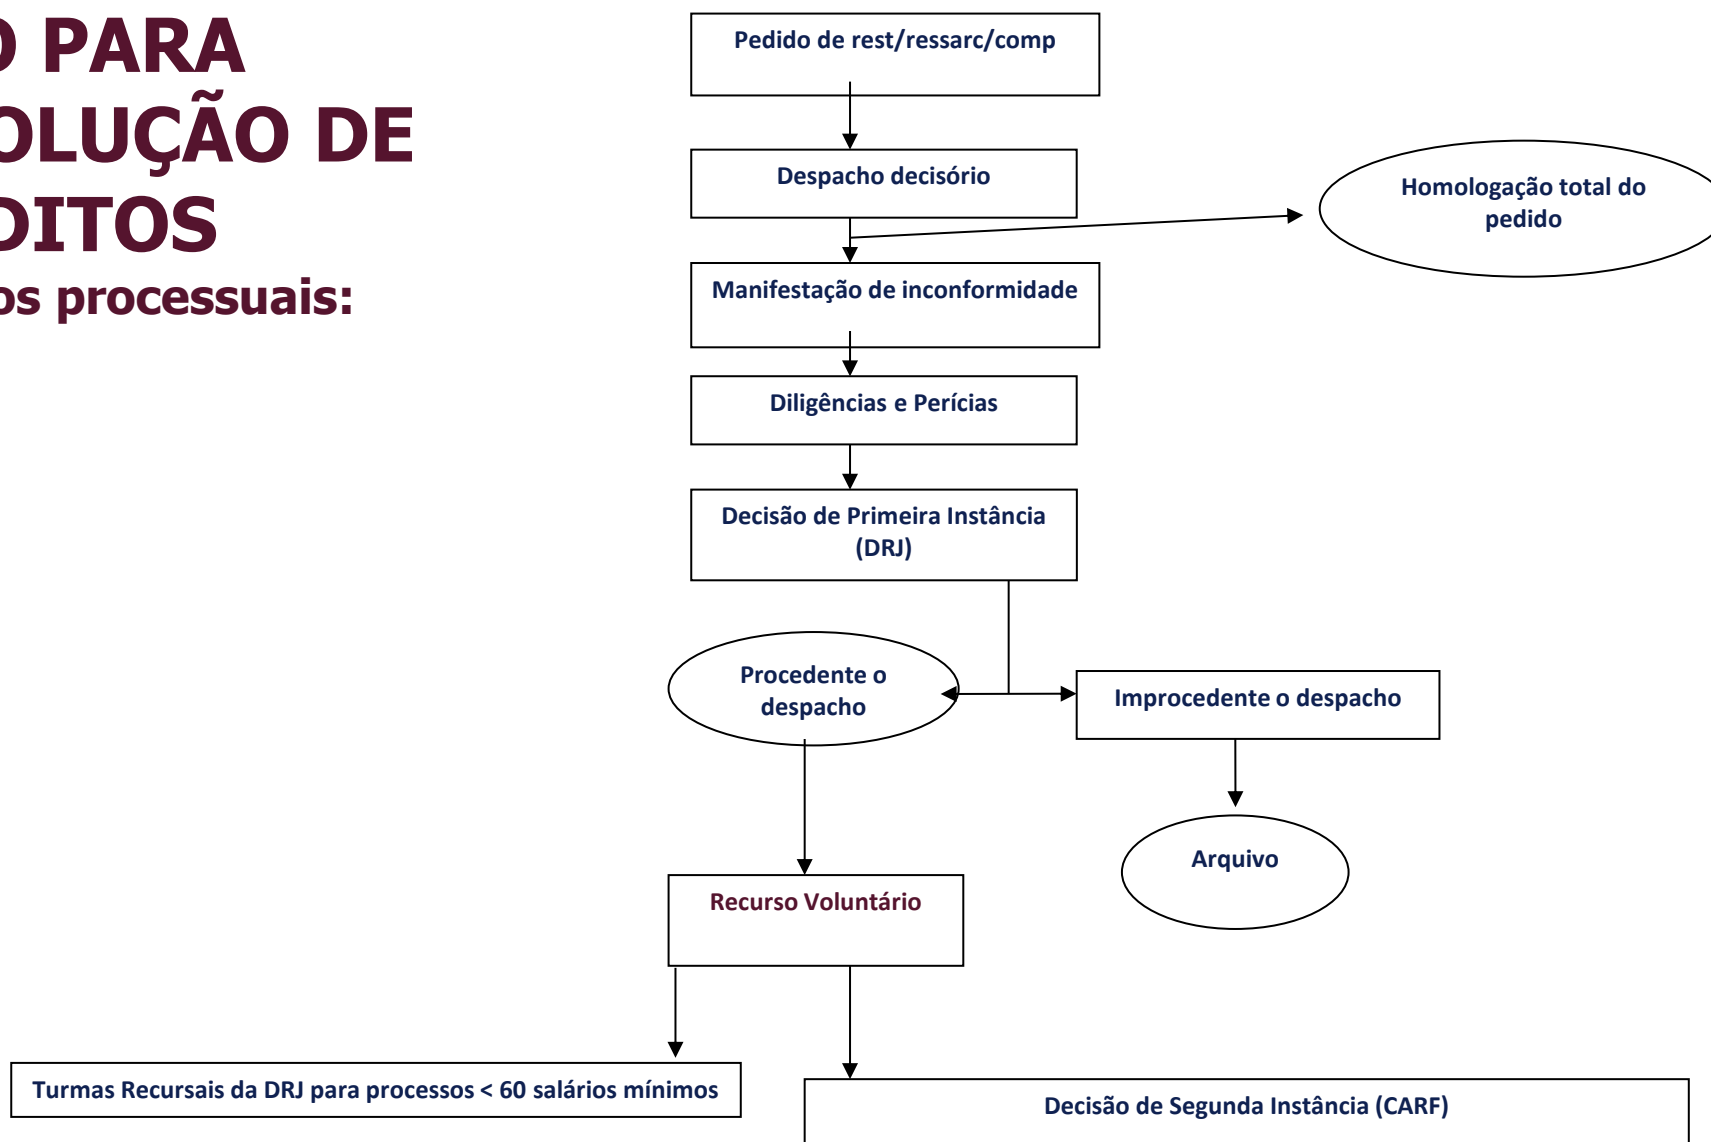 O PARA
OLUÇÃO DE
DITOS
os processuais:
Pedido de rest/ressarc/comp
Despacho decisório
Homologação total do
pedido
Manifestação de inconformidade
Diligências e Perícias
Decisão de Primeira Instância
(DRJ)
Procedente o
despacho
Improcedente o despacho
Arquivo
Recurso Voluntário
Turmas Recursais da DRJ para processos < 60 salários mínimos
Decisão de Segunda Instância (CARF)